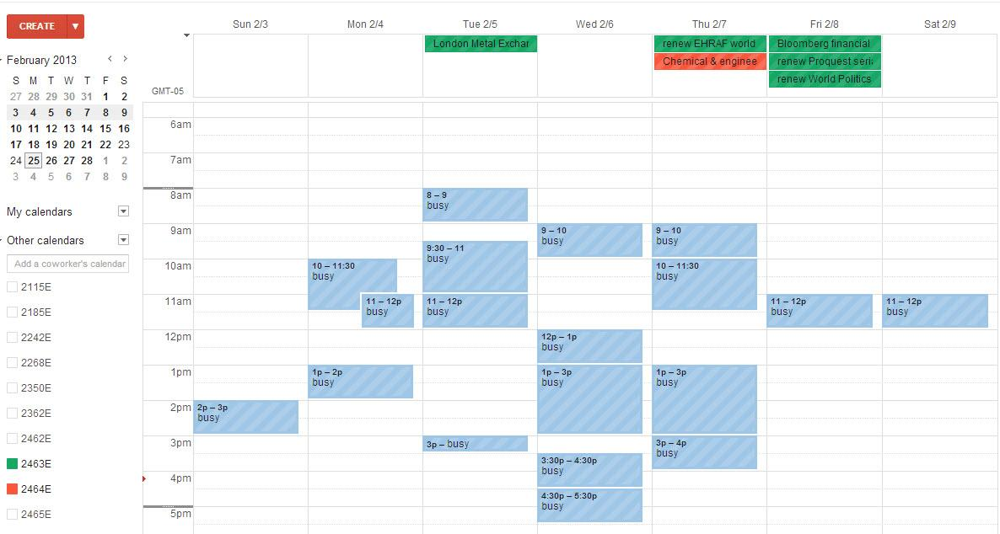 CREATE
February 2013
S M T W T F S
27 28 29 30 31 1 2
3 4 5 6 7 8 9
10 11 12 13 14 15 16
17 18 19 20 21 22 23
24 25 26 27 28 1 2
3 4 5 6 7 8 9
My calendars
Other calendars
Add a coworker's calendar
2115E
2185E
2242E
2268E
2350E
2362E
2462E
2463E
2464E
2465E
Sun 2/3 Mon 2/4 Tue 2/5 Wed 2/6 Thu 2/7 Fri 2/8 Sat 2/9
London Metal Exchar renew EHRAF world Bloomberg financial
Chemical & enginee renew Proquest seri
renew World Politics
GMT-05
6am
7am
8am
9am
10am
11am
12pm
1pm
2pm
3pm
4pm
5pm
2p – 3p
busy
10 – 11:30
busy
11 – 12p
busy
1p – 2p
busy
8 – 9
busy
9:30 – 11
busy
11 – 12p
busy
3p – busy
9 – 10
busy
12p – 1p
busy
1p – 3p
busy
3:30p – 4:30p
busy
4:30p – 5:30p
busy
9 – 10
busy
10 – 11:30
busy
1p – 3p
busy
3p – 4p
busy
11 – 12p
busy
11 – 12p
busy